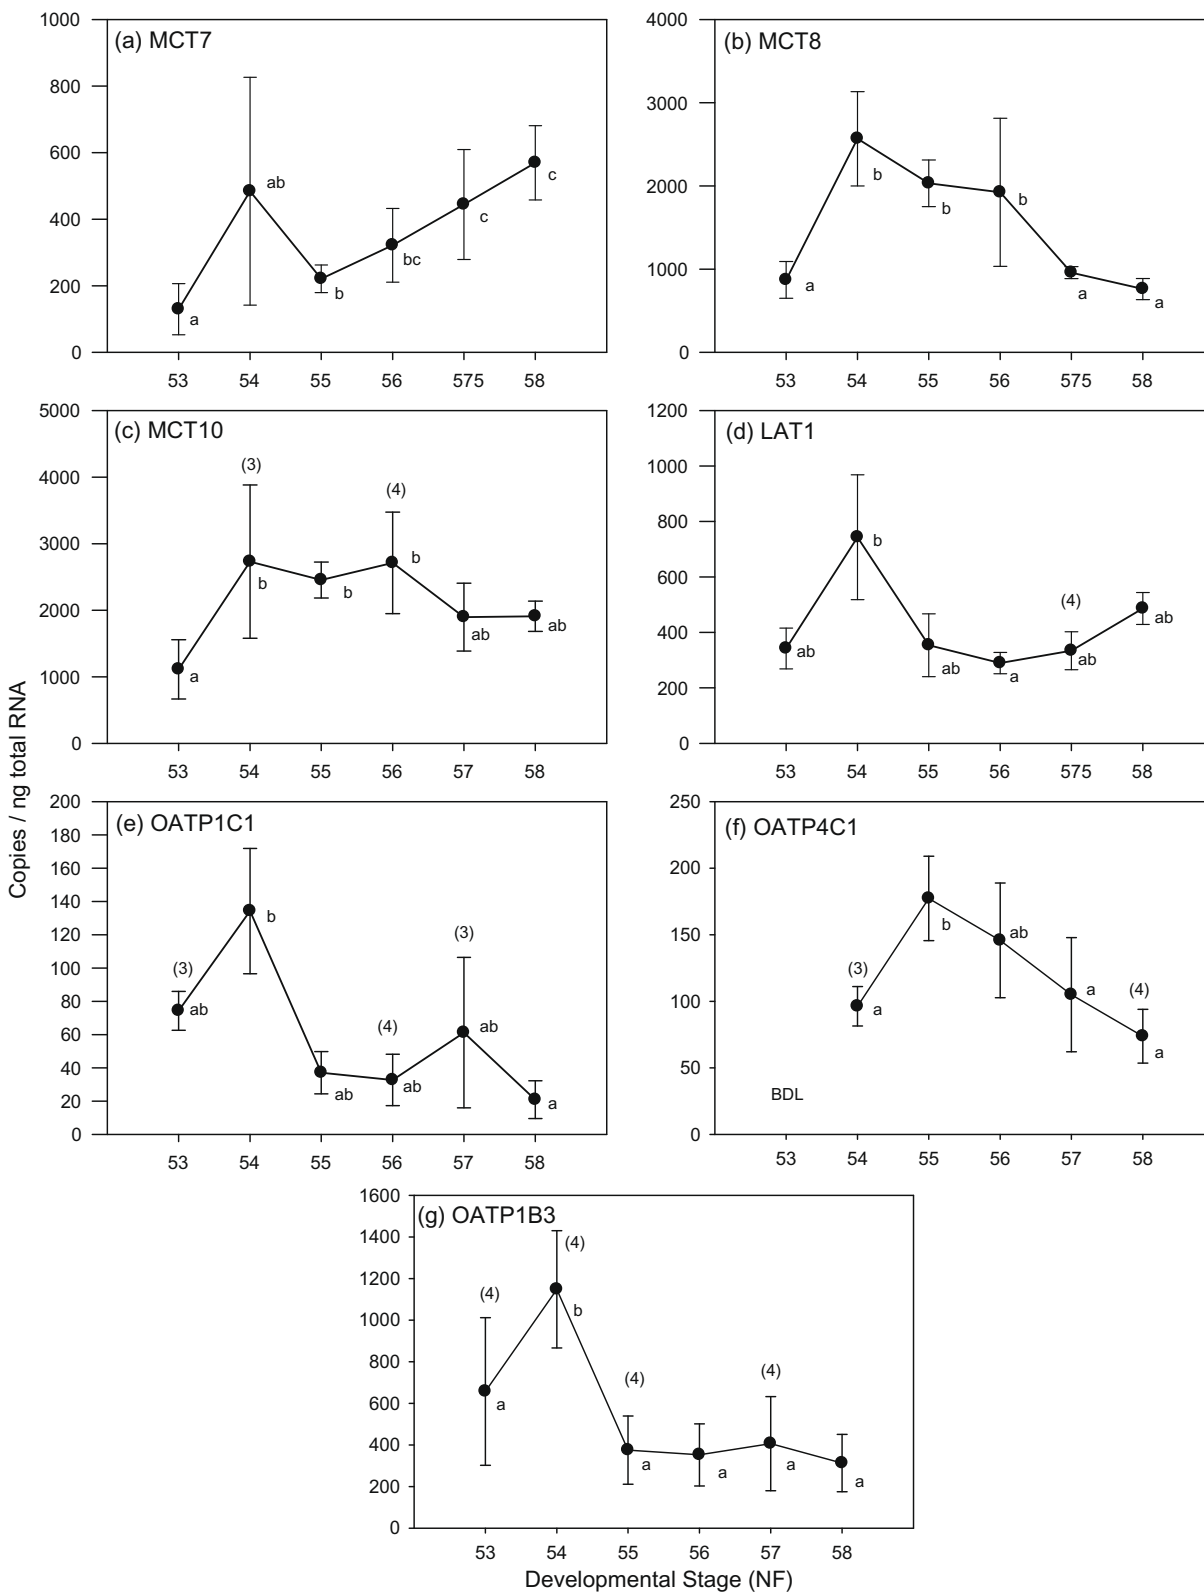 (a) MCT7
1000
800
600
400
200
0
ab
c
c
bc
b
a
53 54 55 56 575 58
(b) MCT8
4000
3000
2000
1000
0
b
b
b
a
a
a
53 54 55 56 575 58
(c) MCT10
5000
4000
3000
2000
1000
0
(3)
(4)
b
b
b
ab
ab
a
53 54 55 56 57 58
(d) LAT1
1200
1000
800
600
400
200
0
b
(4)
ab
ab
ab
ab
a
53 54 55 56 575 58
Copies / ng total RNA
(e) OATP1C1
200
180
160
140
120
100
80
60
40
20
0
b
(3)
(3)
ab
ab
(4)
ab
ab
a
53 54 55 56 57 58
(f) OATP4C1
250
200
150
100
50
0
b
ab
(3)
a
a
(4)
a
BDL
53 54 55 56 57 58
(g) OATP1B3
1600
1400
1200
1000
800
600
400
200
0
(4)
(4)
b
a
(4)
(4)
a
a
a
a
53 54 55 56 57 58
Developmental Stage (NF)